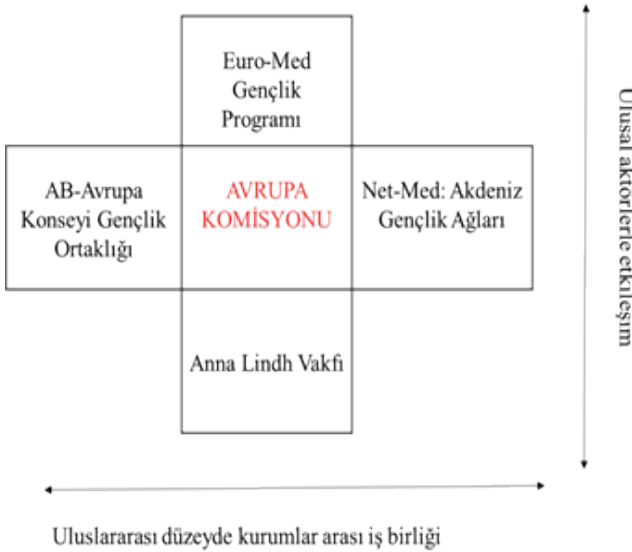 Euro-Med
Gençlik
Programı
AB-Avrupa
Konseyi Gençlik
Ortaklığı
AVRUPA
KOMİSYONU
Net-Med: Akdeniz
Gençlik Ağları
Anna Lindh Vakfı
Ulusal aktörlerle etkileşim
Uluslararası düzeyde kurumlar arası iş birliği